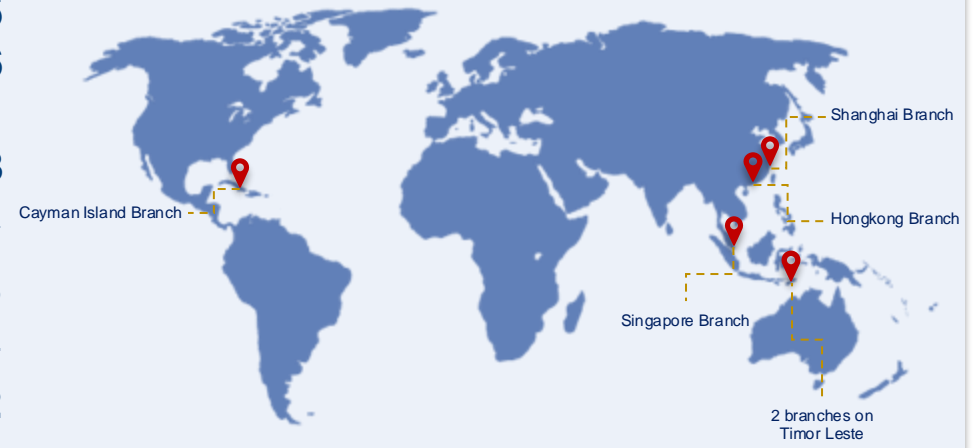 Shanghai Branch
Cayman Island Branch
Hongkong Branch
Singapore Branch
2 branches on
Timor Leste